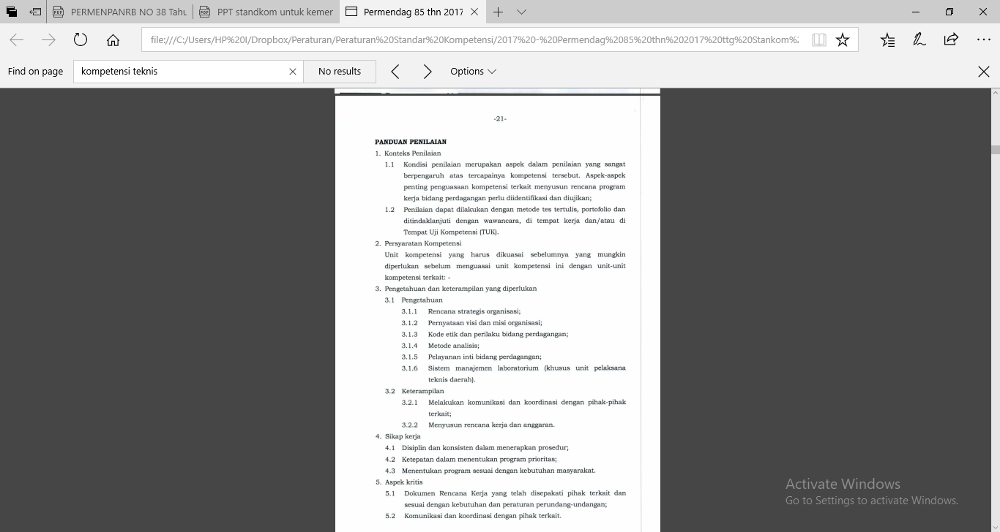 PERMENPANRB NO 38 Tahu
PPT standkom untuk kemer
Permendag 85 thn 2017
file:///C:/Users/HP%20I/Dropbox/Peraturan/Peraturan%20Standar%20Kompetensi/2017%20-%20Permendag%2085%20thn%202017%20ttg%20Stankom%
Find on page
kompetensi teknis
No results
Options
-21-
PANDUAN PENILAIAN
1. Konteks Penilaian
1.1 Kondisi penilaian merupakan aspek dalam penilaian yang sangat
berpengaruh atas tercapainya kompetensi tersebut. Aspek-aspek
penting penguasaan kompetensi terkait menyusun rencana program
kerja bidang perdagangan perlu diidentifikasi dan diujikan;
1.2 Penilaian dapat dilakukan dengan metode tes tertulis, portofolio dan
ditindaklanjuti dengan wawancara, di tempat kerja dan/atau di
Tempat Uji Kompetensi (TUK).
2. Persyaratan Kompetensi
Unit kompetensi yang harus dikuasai sebelumnya yang mungkin
diperlukan sebelum menguasai unit kompetensi ini dengan unit-unit
kompetensi terkait: -
3. Pengetahuan dan keterampilan yang diperlukan
3.1 Pengetahuan
3.1.1 Rencana strategis organisasi;
3.1.2 Pernyataan visi dan misi organisasi;
3.1.3 Kode etik dan perilaku bidang perdagangan;
3.1.4 Metode analisis;
3.1.5 Pelayanan inti bidang perdagangan;
3.1.6 Sistem manajemen laboratorium (khusus unit pelaksana
teknis daerah).
3.2 Keterampilan
3.2.1 Melakukan komunikasi dan koordinasi dengan pihak-pihak
terkait;
3.2.2 Menyusun rencana kerja dan anggaran.
4. Sikap kerja
4.1 Disiplin dan konsisten dalam menerapkan prosedur;
4.2 Ketepatan dalam menentukan program prioritas;
4.3 Menentukan program sesuai dengan kebutuhan masyarakat.
5. Aspek kritis
5.1 Dokumen Rencana Kerja yang telah disepakati pihak terkait dan
sesuai dengan kebutuhan dan peraturan perundang-undangan;
5.2 Komunikasi dan koordinasi dengan pihak terkait.
Activate Windows
Go to Settings to activate Windows.